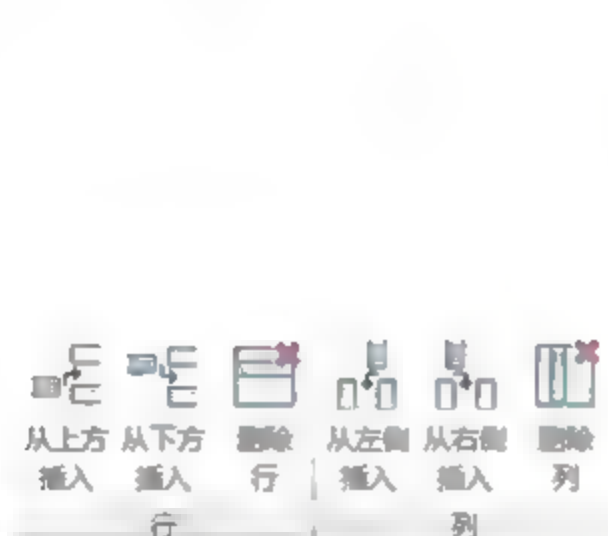 从上方 从下方 删除 从左侧 从右侧 删除
插入 插入 行 插入 插入 列
行 列